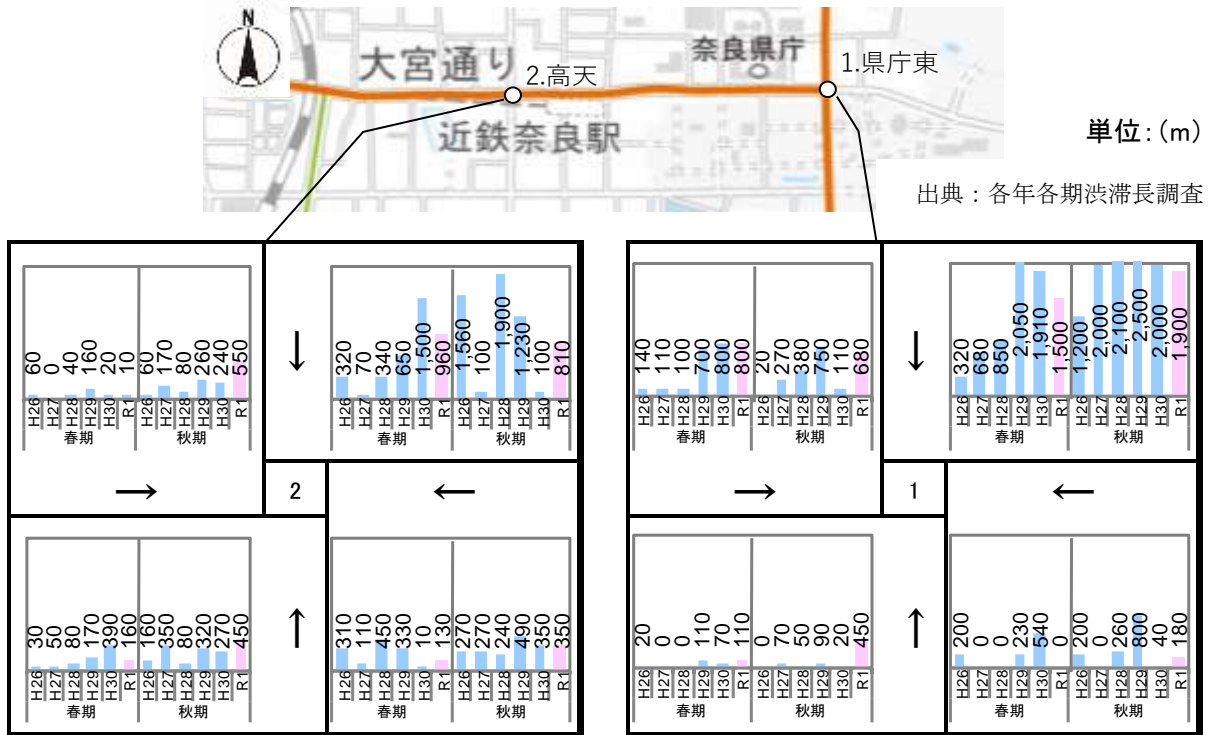 N
大宮通り
2.高天
奈良県庁
1.県庁東
近鉄奈良駅
単位:(m)
出典：各年各期渋滞長調査
60 0 40 160 20 10 60 170 80 260 240 550
H26 H27 H28 H29 H30 R1 H26 H27 H28 H29 H30 R1
春期 秋期
↓
320 70 340 650 1,500 960 1,560 100 1,900 1,230 100 810
H26 H27 H28 H29 H30 R1 H26 H27 H28 H29 H30 R1
春期 秋期
→ 2 ←
30 50 80 170 390 160 160 350 80 320 270 450
H26 H27 H28 H29 H30 R1 H26 H27 H28 H29 H30 R1
春期 秋期
↑
310 110 450 330 10 130 270 270 240 490 350 350
H26 H27 H28 H29 H30 R1 H26 H27 H28 H29 H30 R1
春期 秋期
140 110 100 700 800 800 20 270 380 750 110 680
H26 H27 H28 H29 H30 R1 H26 H27 H28 H29 H30 R1
春期 秋期
↓
320 680 850 2,050 1,910 1,500 1,200 2,000 2,100 2,500 2,000 1,900
H26 H27 H28 H29 H30 R1 H26 H27 H28 H29 H30 R1
春期 秋期
→ 1 ←
20 0 0 110 70 110 0 70 50 90 20 450
H26 H27 H28 H29 H30 R1 H26 H27 H28 H29 H30 R1
春期 秋期
↑
200 0 0 230 540 0 200 0 260 800 40 180
H26 H27 H28 H29 H30 R1 H26 H27 H28 H29 H30 R1
春期 秋期